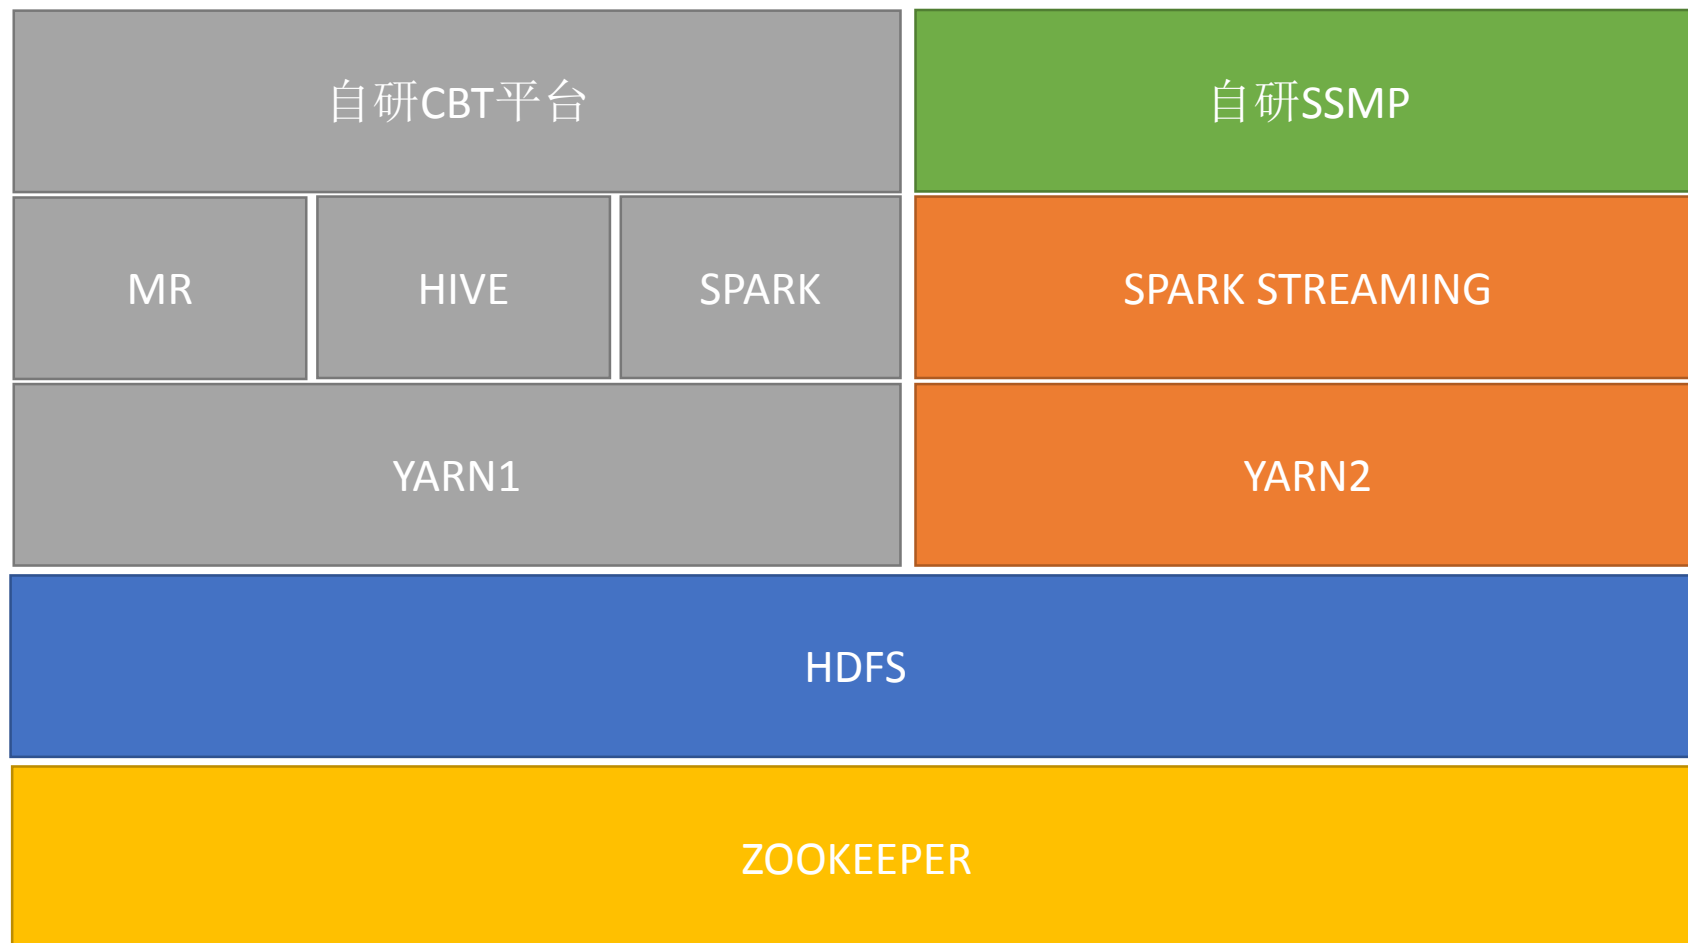 自研CBT平台
自研SSMP
MR
HIVE
SPARK
SPARK STREAMING
YARN1
YARN2
HDFS
ZOOKEEPER